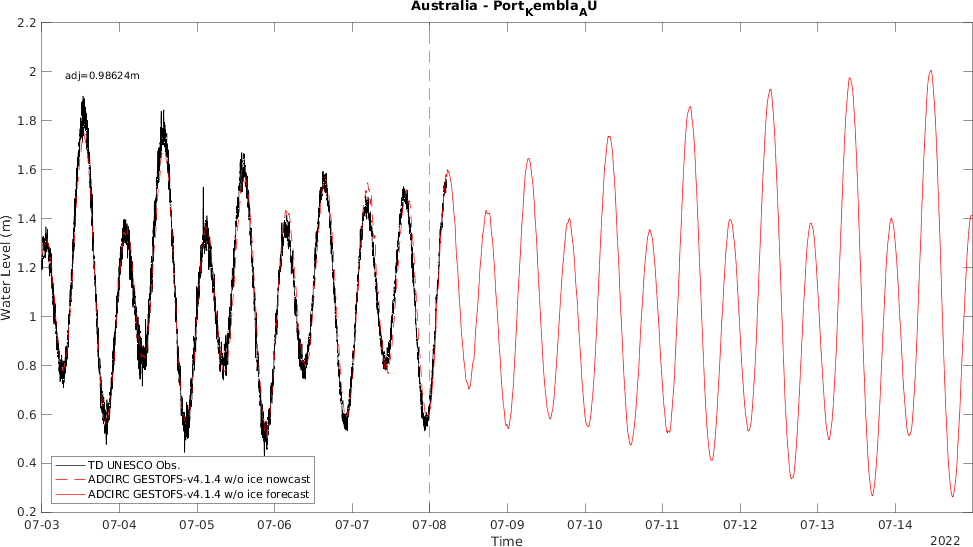 Australia - PortKemblaAU
2.2
2
1.8
1.6
1.4
1.2
1
0.8
0.6
0.4
0.2
Water Level (m)
adj=0.98624m
TD UNESCO Obs.
ADCIRC GESTOFS-v4.1.4 w/o ice nowcast
ADCIRC GESTOFS-v4.1.4 w/o ice forecast
07-03 07-04 07-05 07-06 07-07 07-08 07-09 07-10 07-11 07-12 07-13 07-14
Time
2022